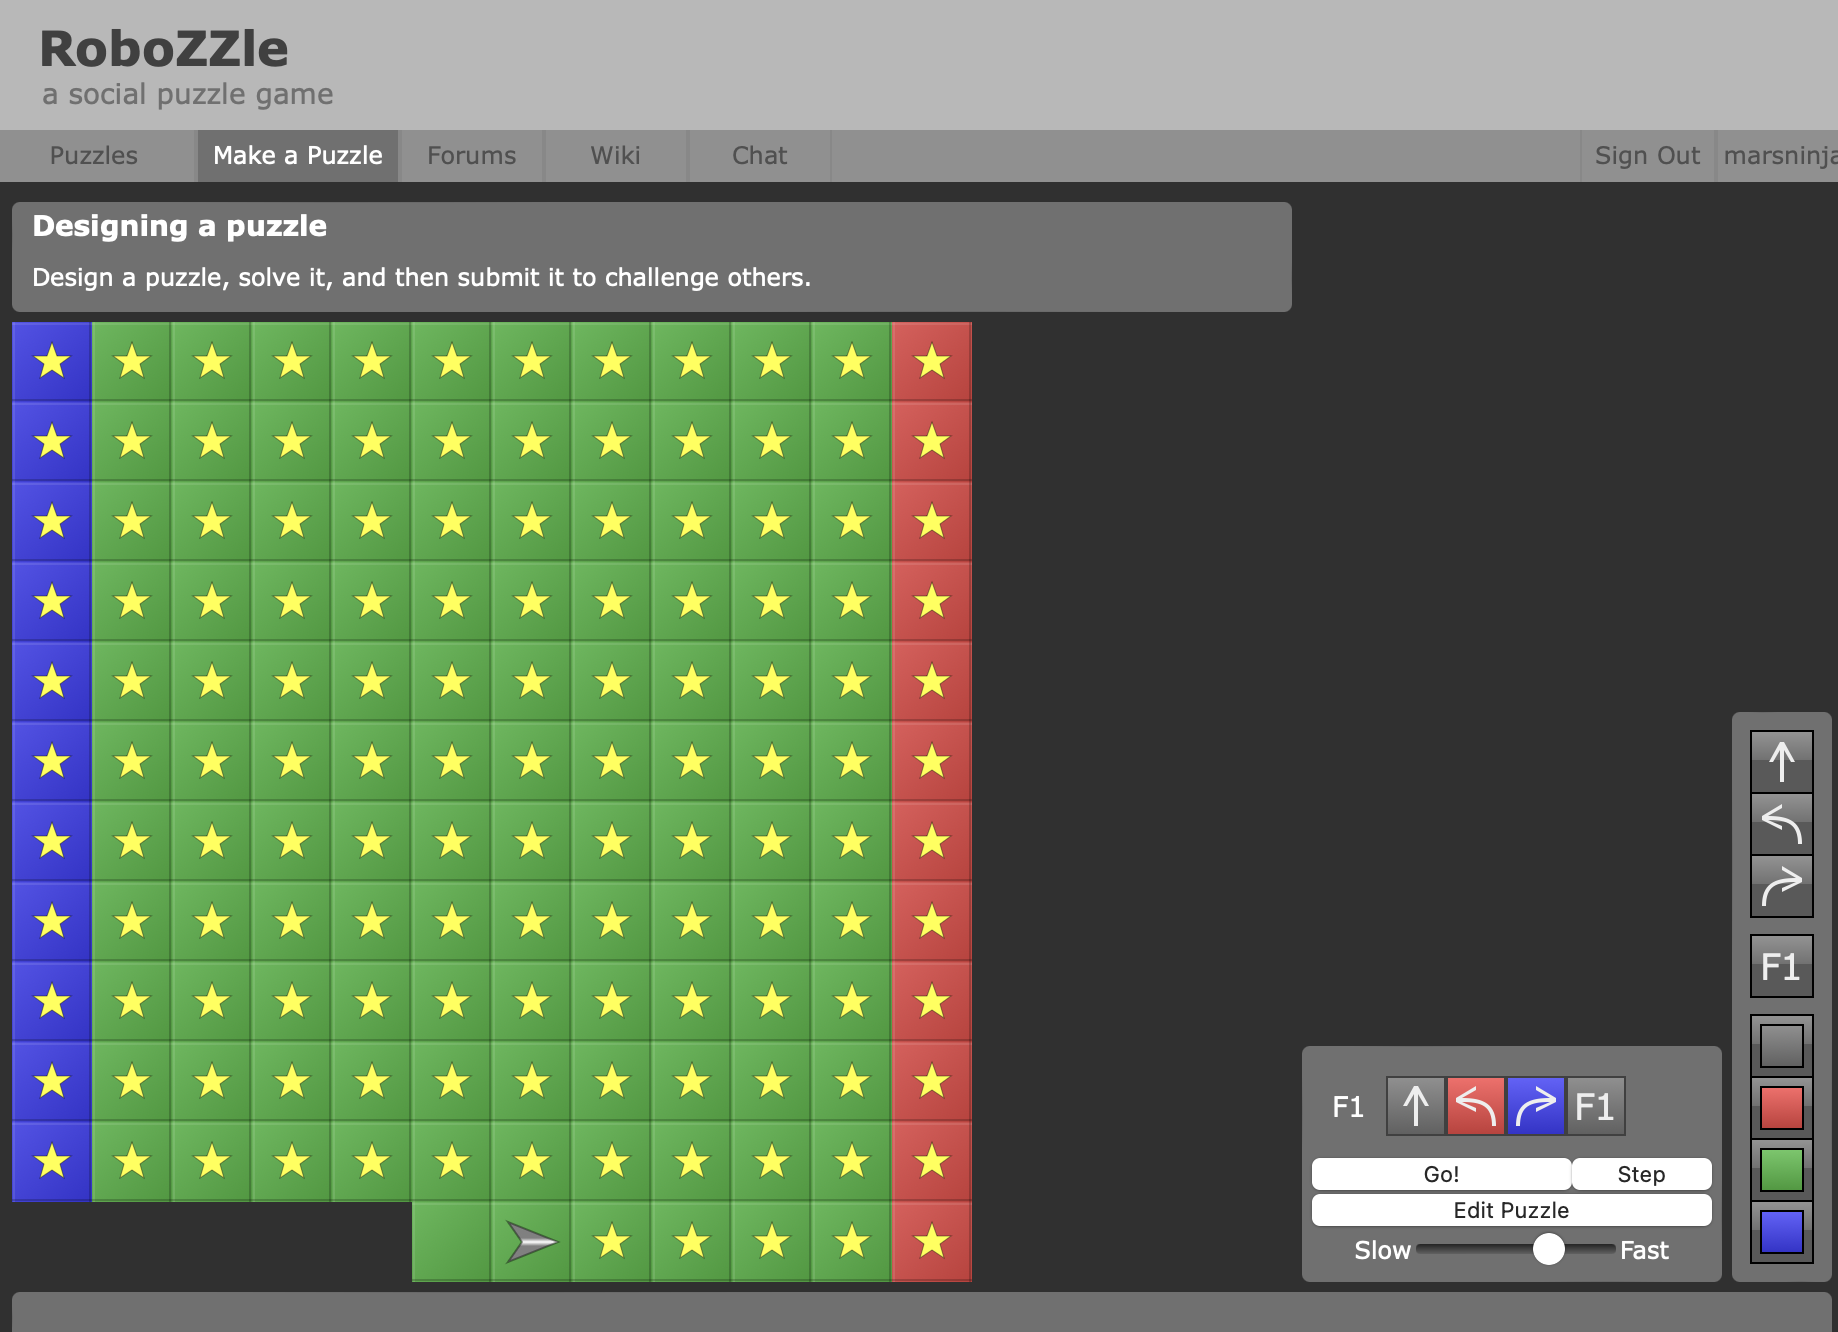 RoboZZle
a social puzzle game
Puzzles
Make a Puzzle
Forums
Wiki
Chat
Sign Out
marsninja
Designing a puzzle
Design a puzzle, solve it, and then submit it to challenge others.
F1
F1
F1
Go!
Step
Edit Puzzle
Slow
Fast